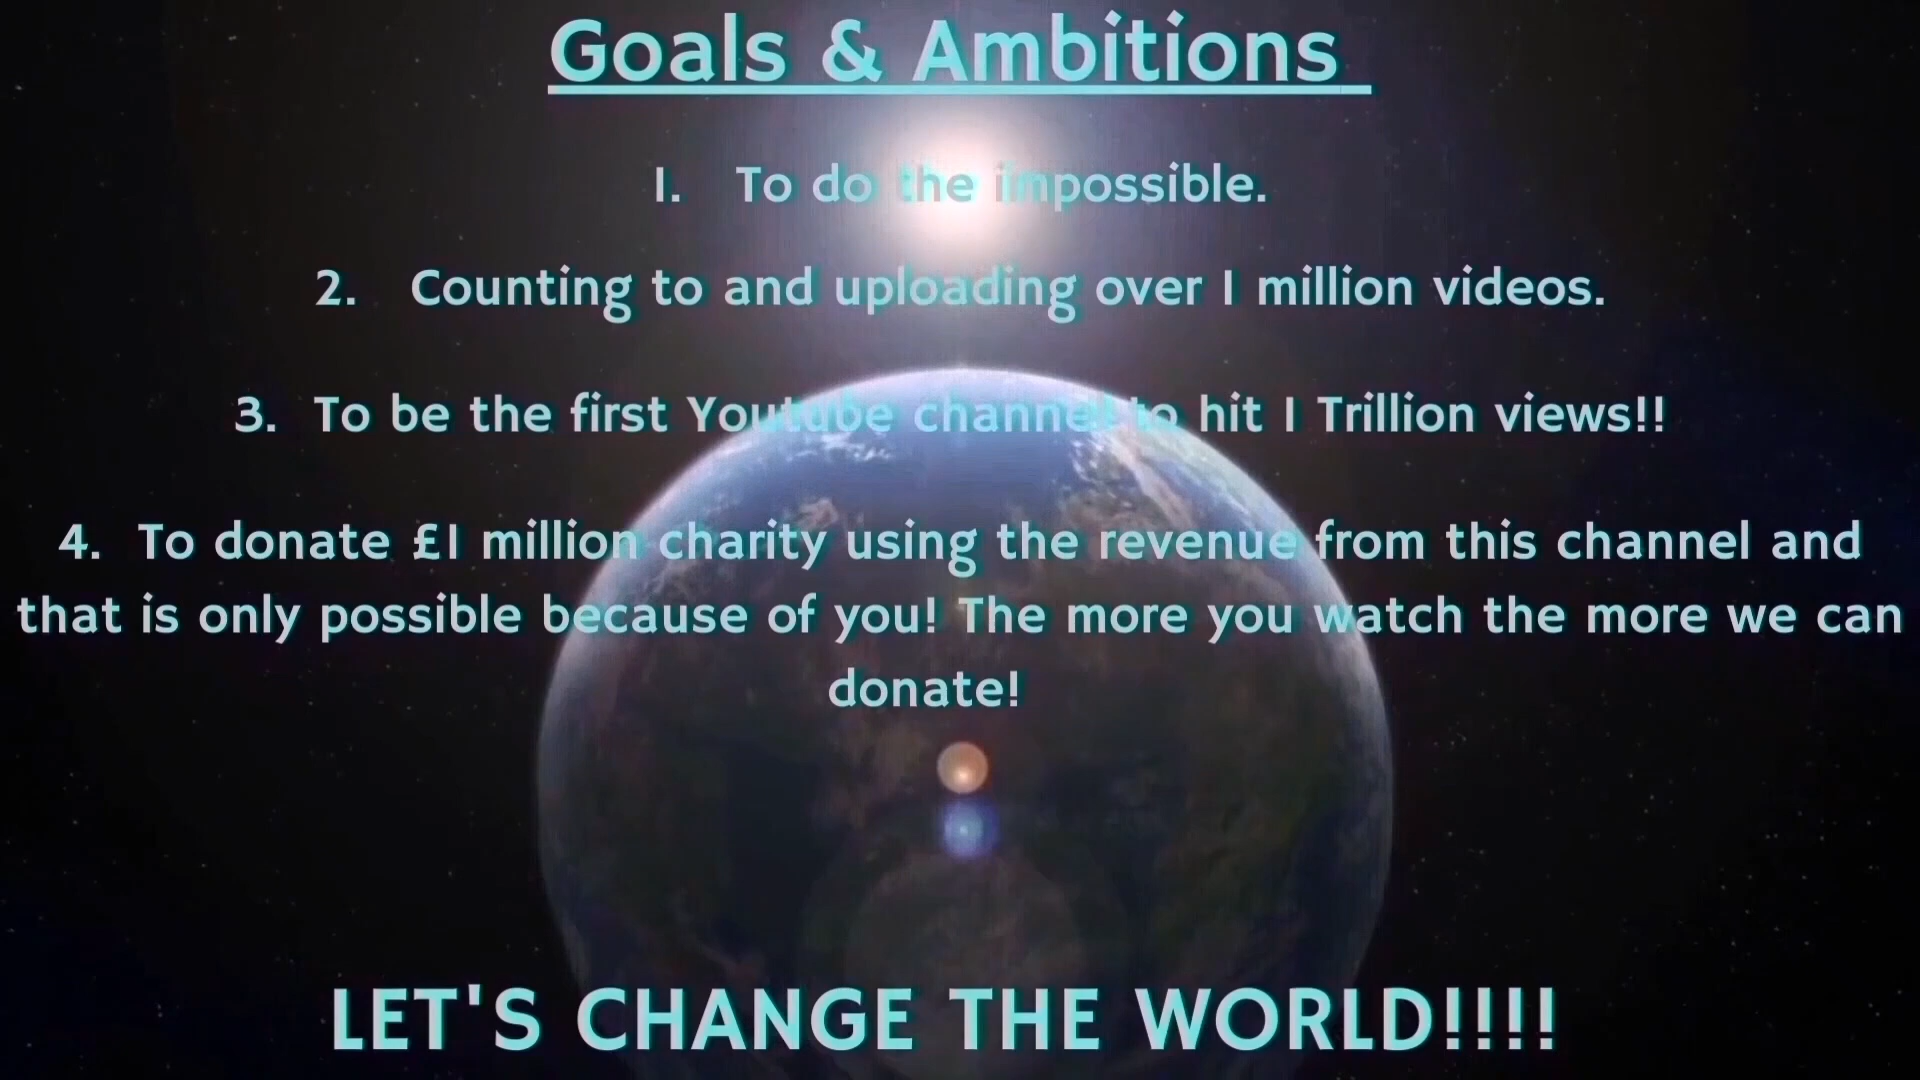 Goals & Ambitions
1. To do the impossible.
2. Counting to and uploading over 1 million videos.
3. To be the first Youtube channel to hit 1 Trillion views!!
4. To donate £1 million charity using the revenue from this channel and
that is only possible because of you! The more you watch the more we can
donate!
LET'S CHANGE THE WORLD!!!!